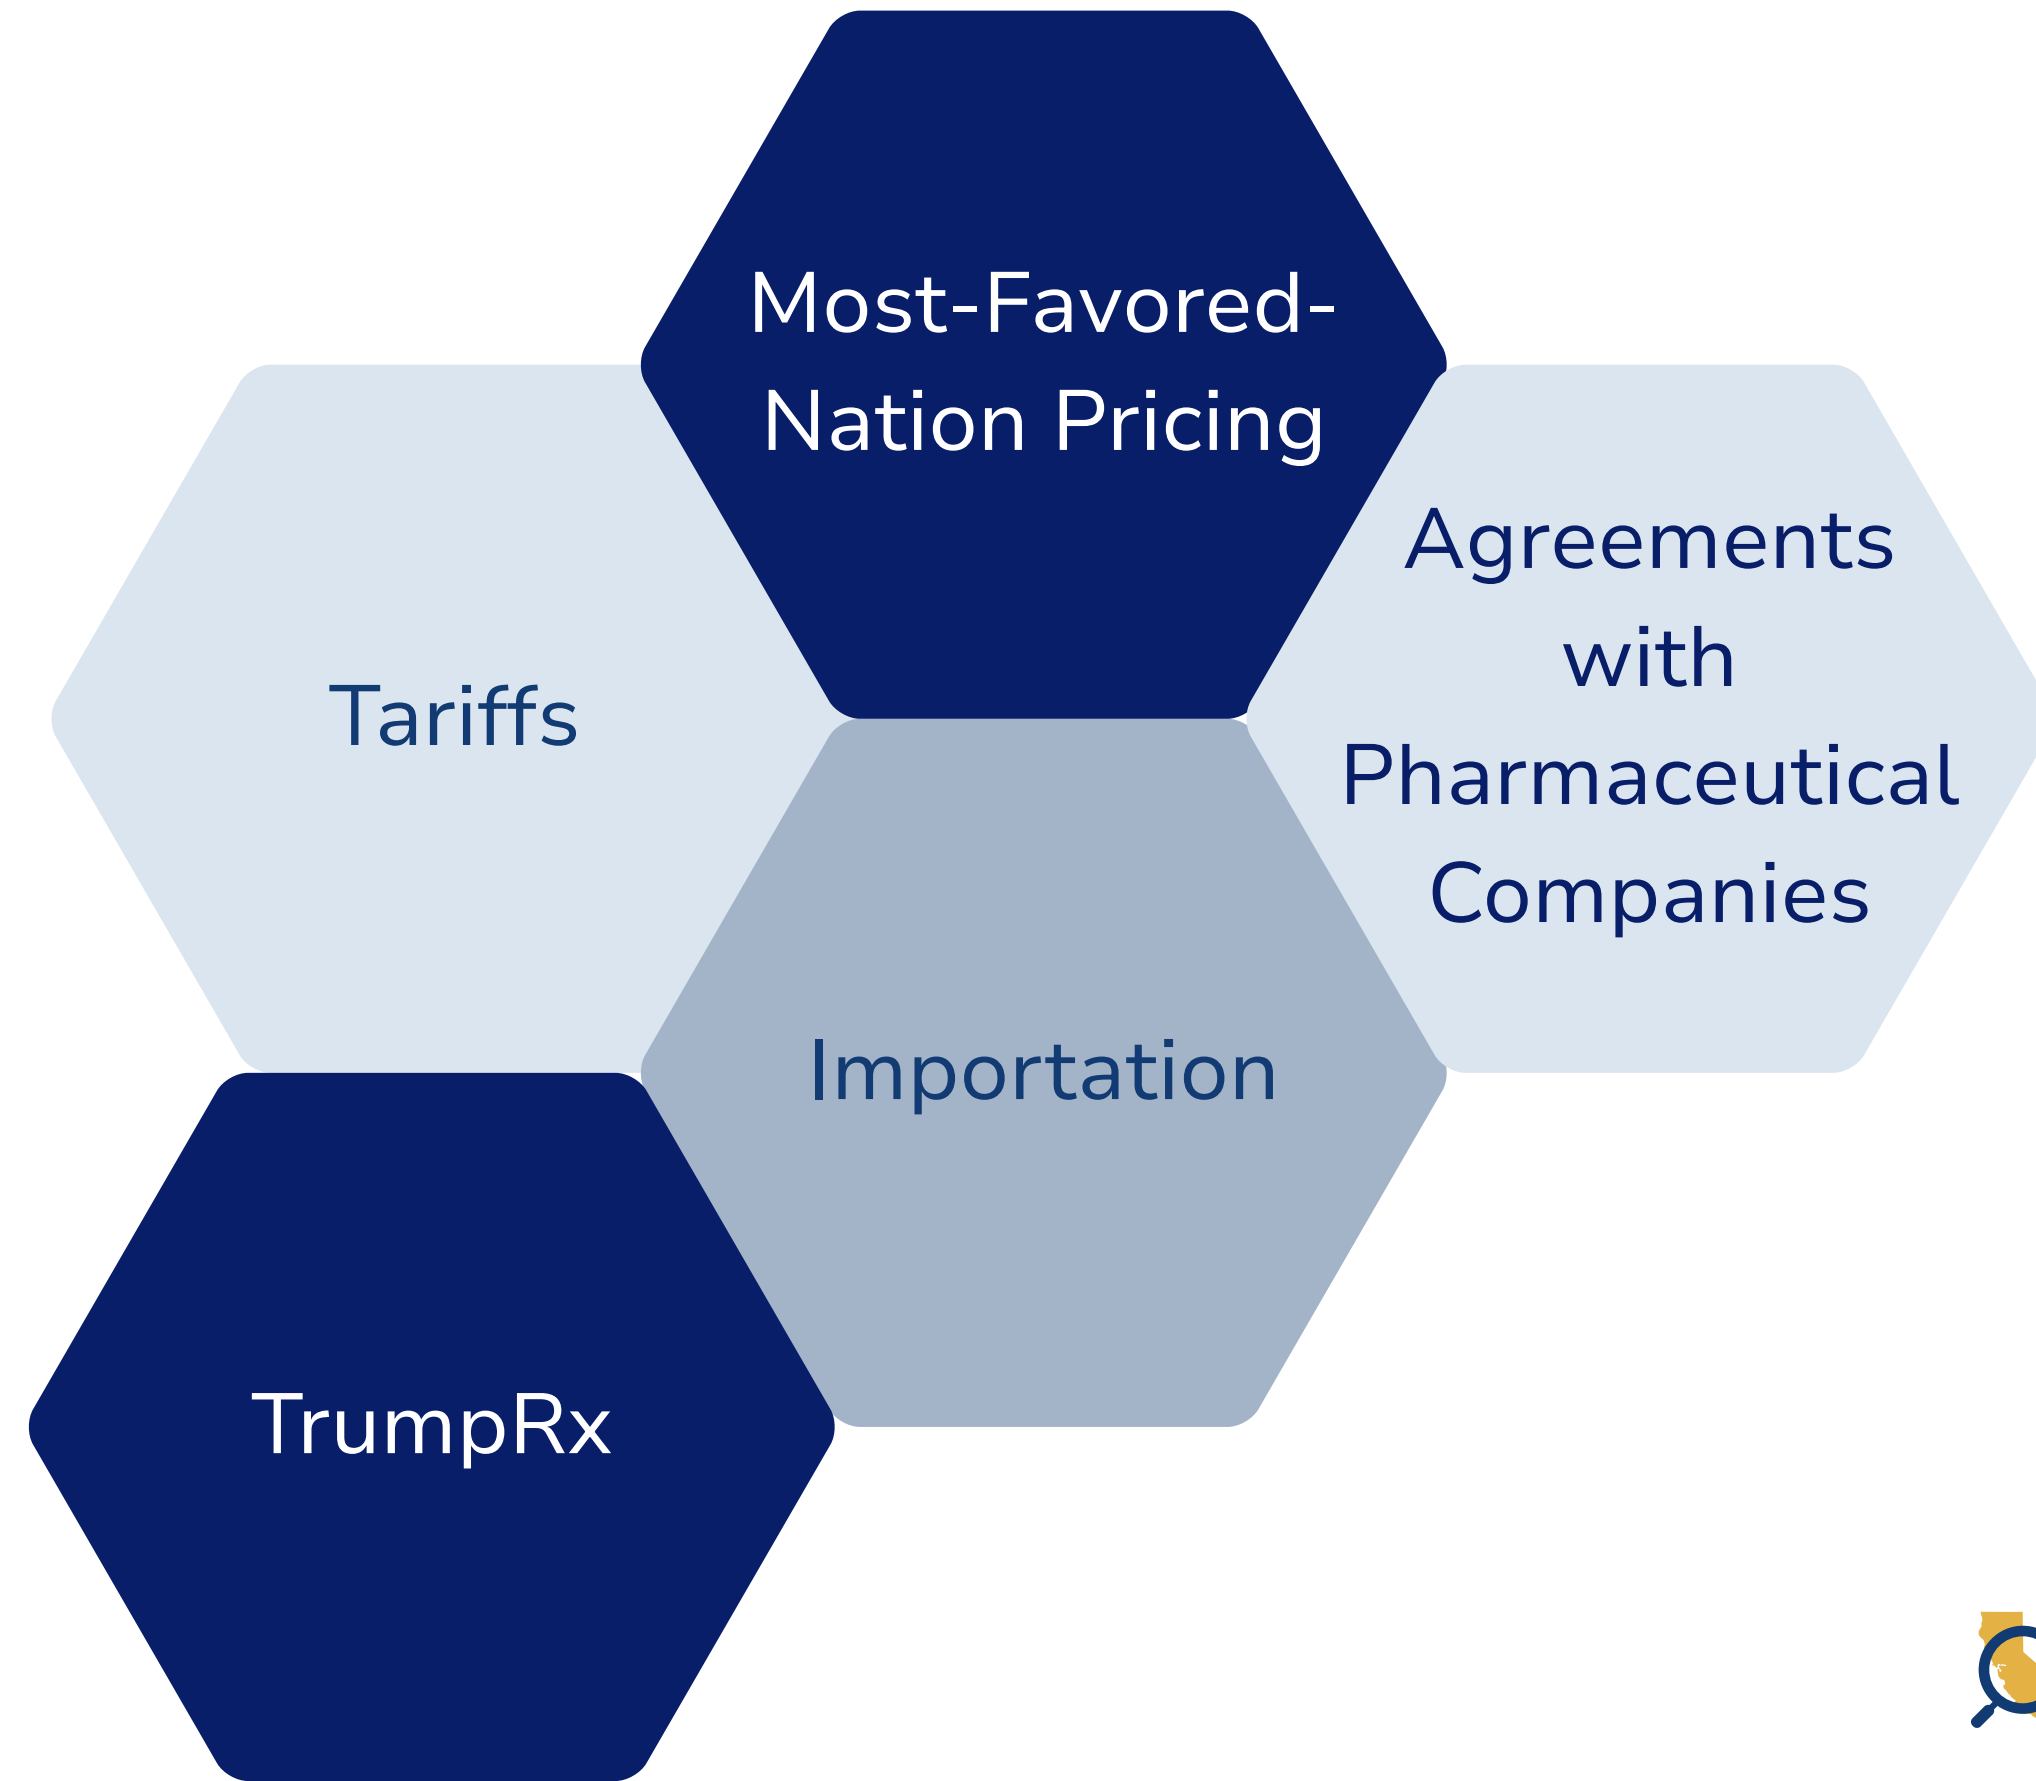 Most-Favored-
Nation Pricing
Agreements
with
Pharmaceutical
Companies
Tariffs
Importation
TrumpRx